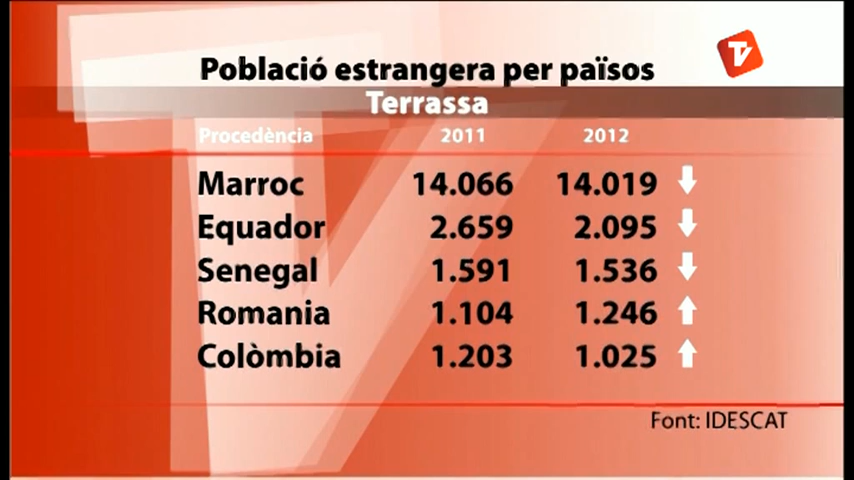 Població estrangera per països
TV
Terrassa
Procedència 2011 2012
Marroc 14.066 14.019
Equador 2.659 2.095
Senegal 1.591 1.536
Romania 1.104 1.246
Colòmbia 1.203 1.025
Font: IDESCAT